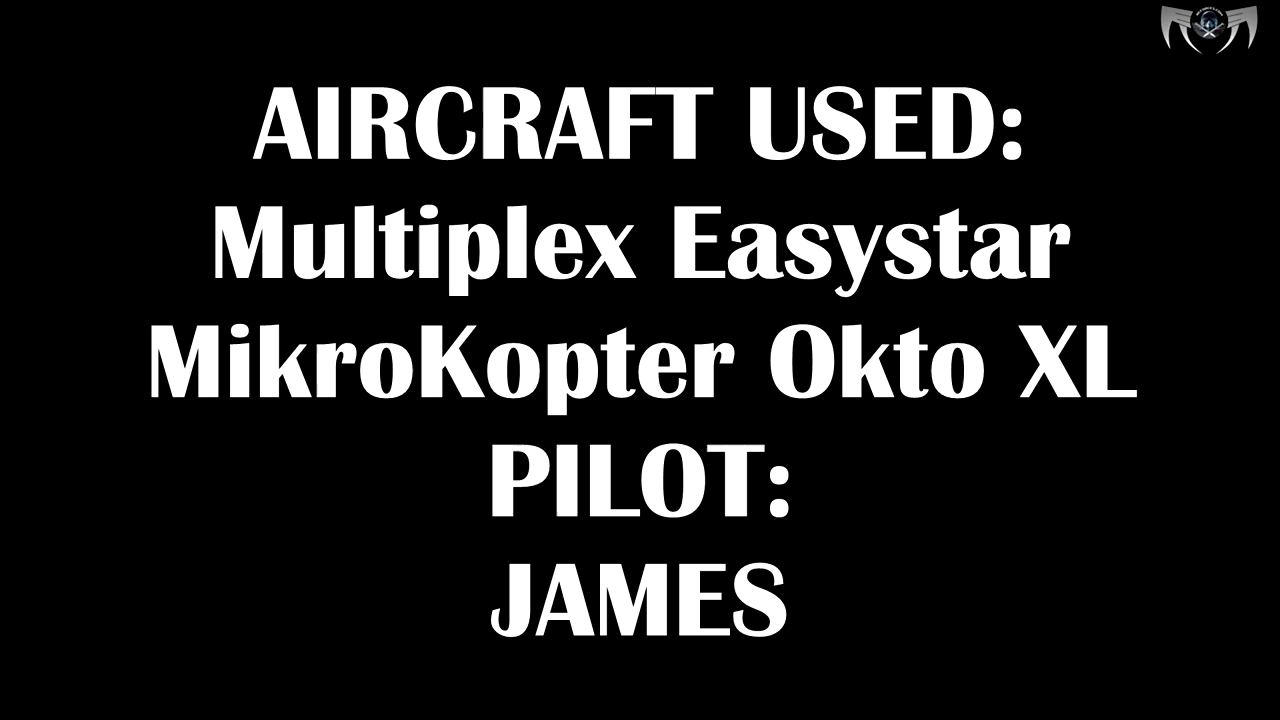 AIRCRAFT USED:
Multiplex Easystar
MikroKopter Okto XL
PILOT:
JAMES